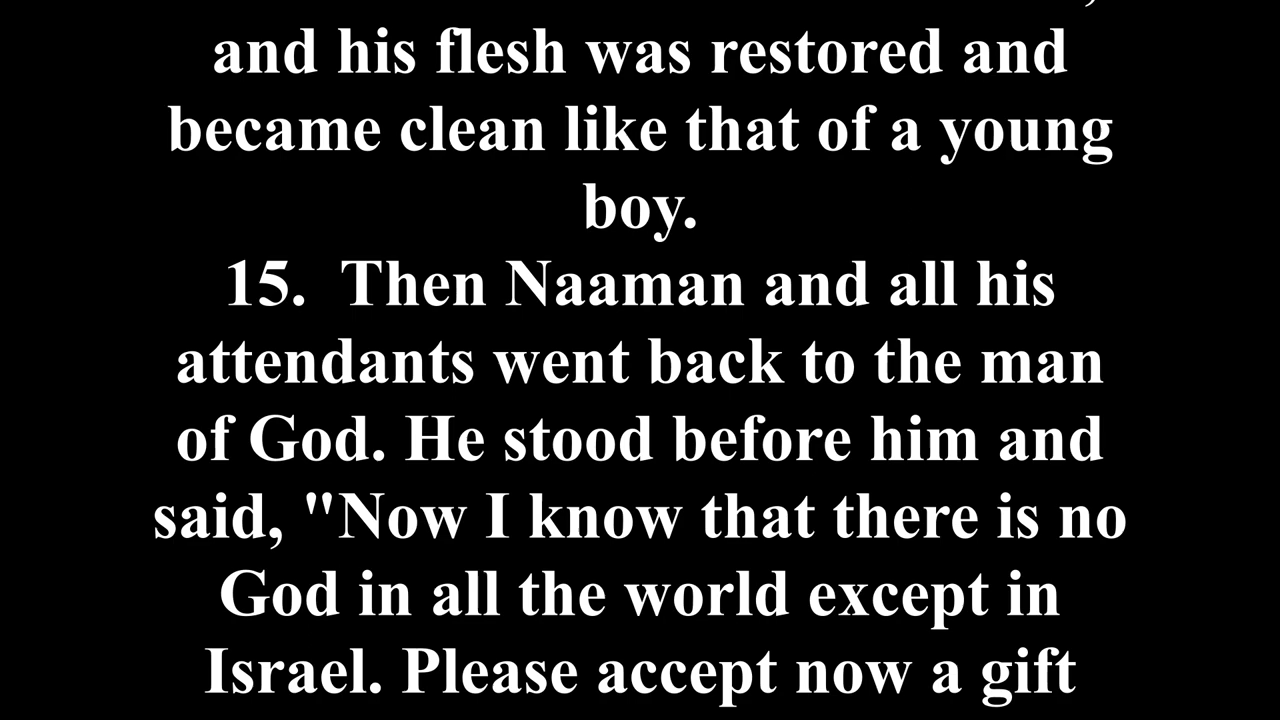 and his flesh was restored and
became clean like that of a young
boy.
15.  Then Naaman and all his
attendants went back to the man
of God. He stood before him and
said, "Now I know that there is no
God in all the world except in
Israel. Please accept now a gift